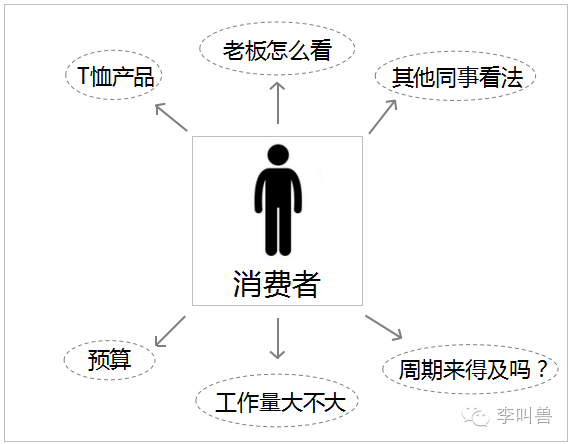 老板怎么看
T恤产品
其他同事看法
消费者
预算
周期来得及吗？
工作量大不大
李叫兽